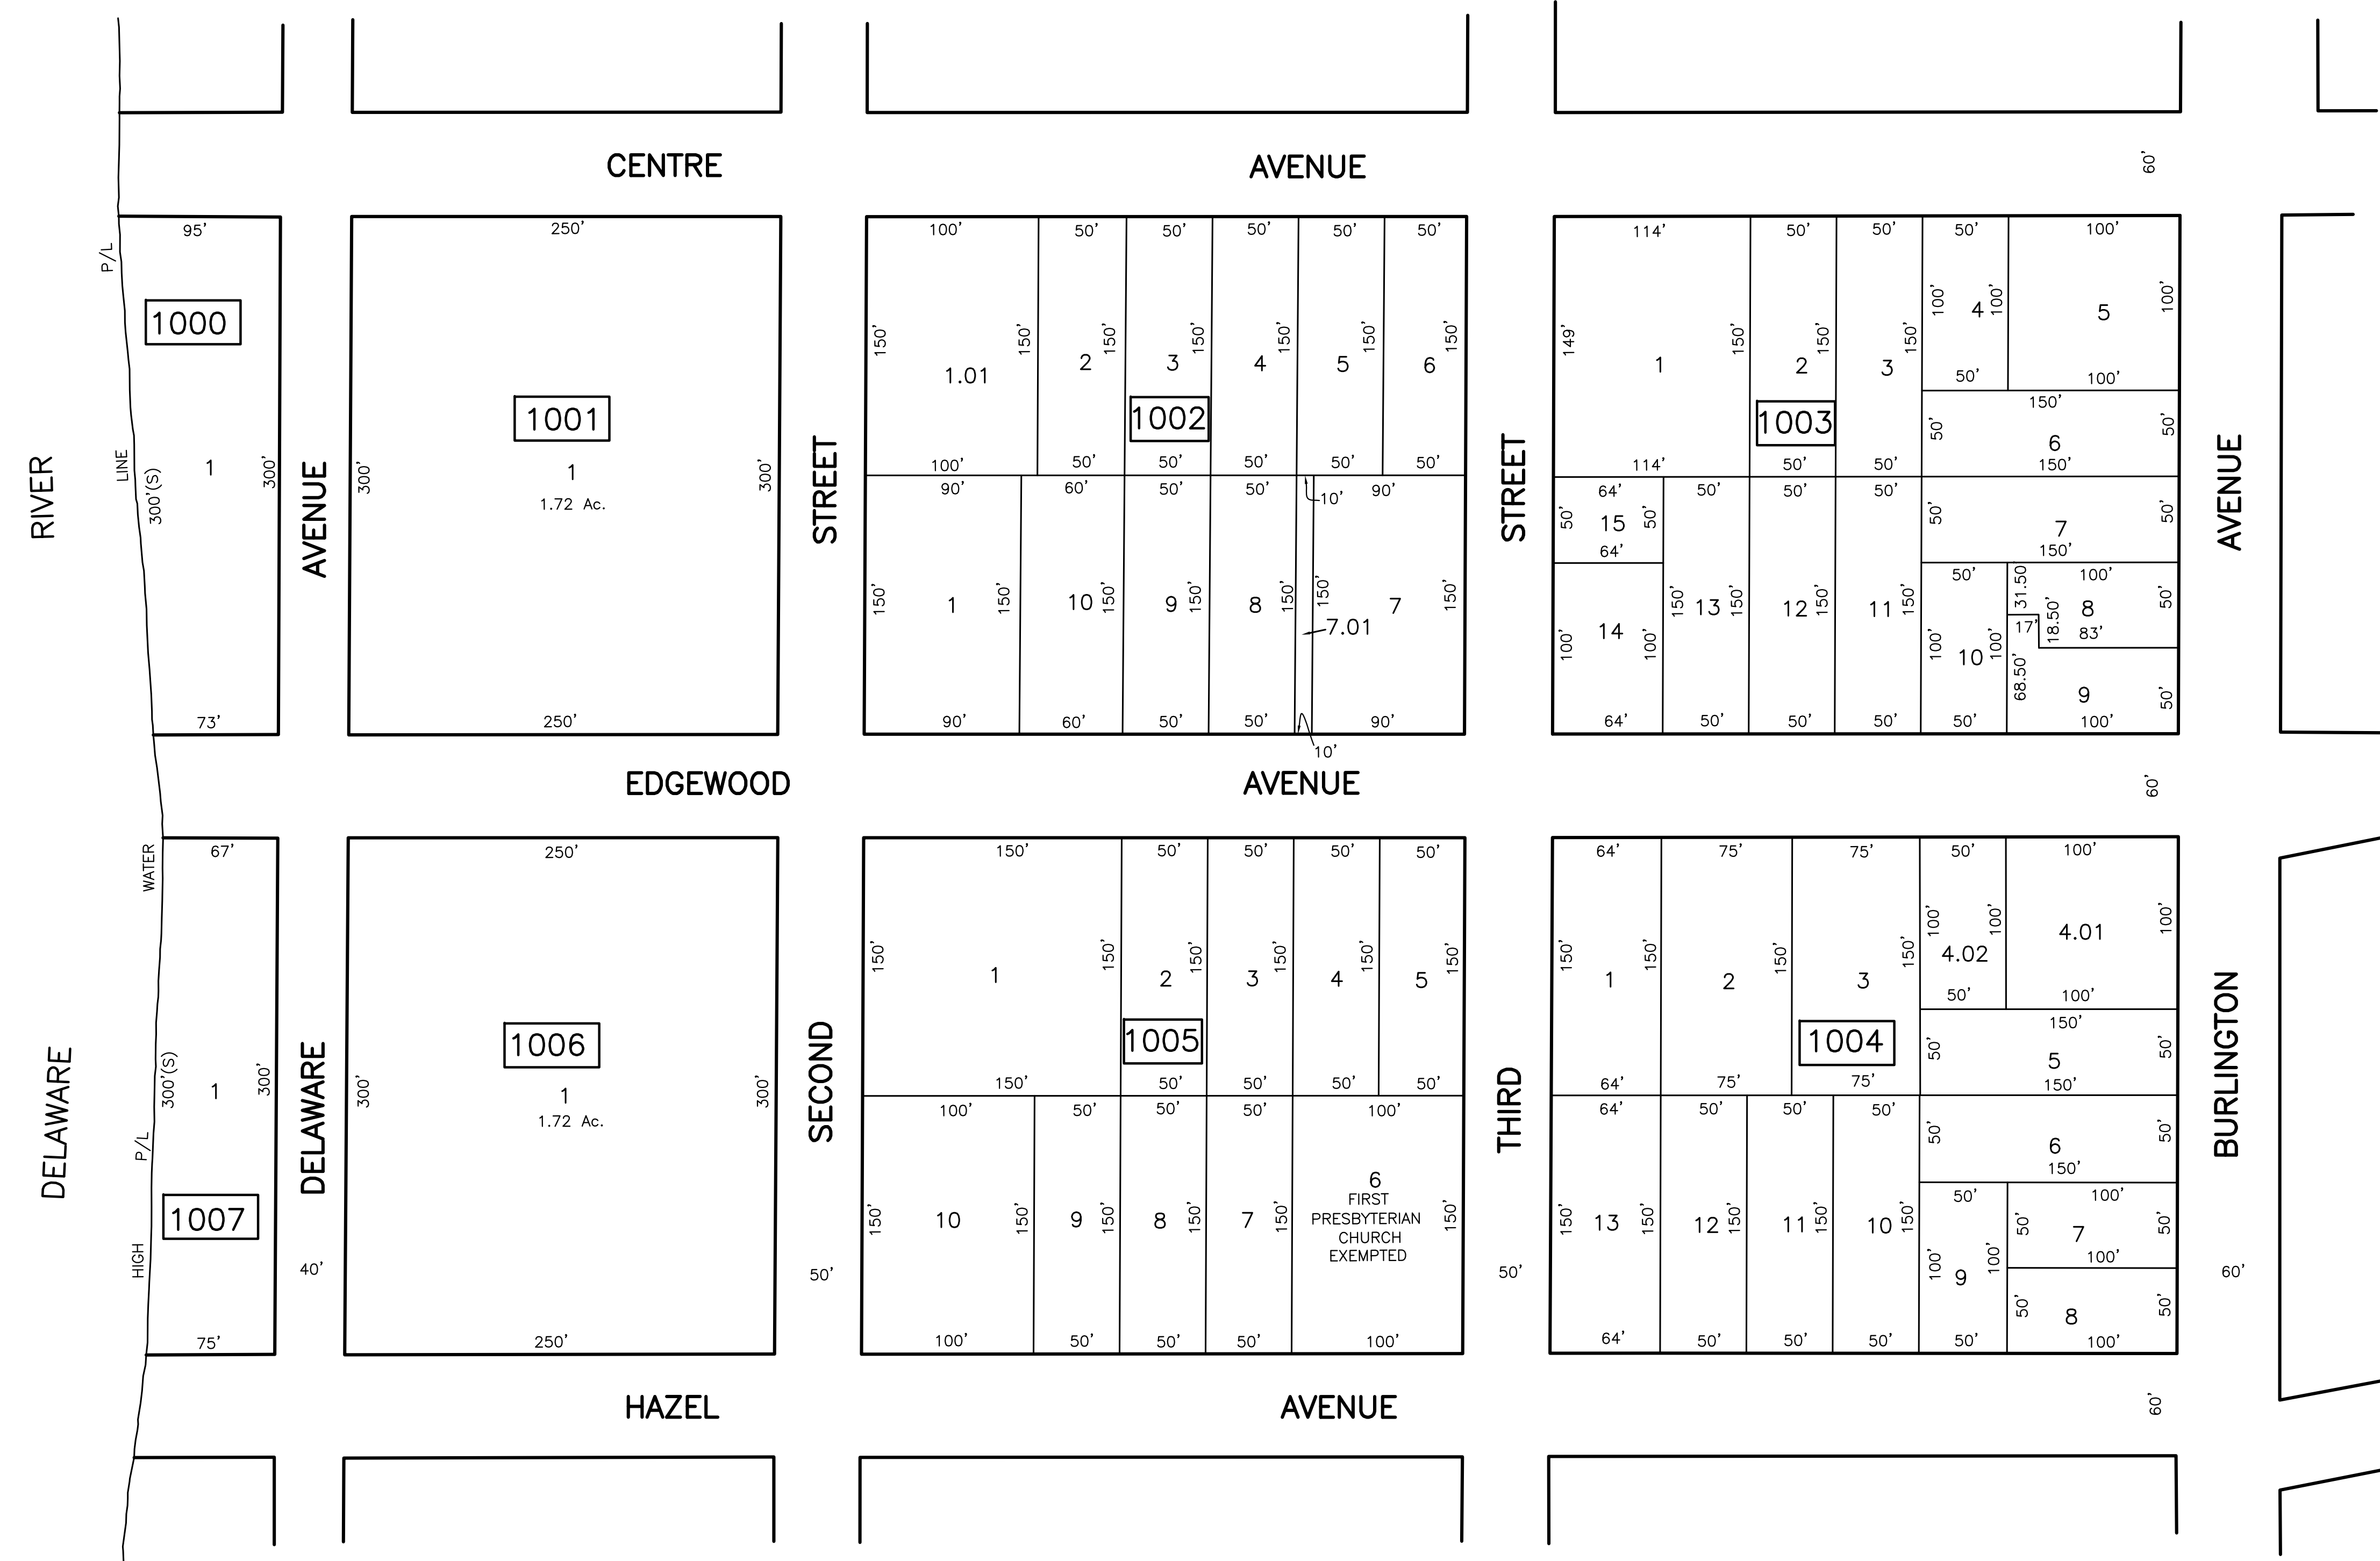 CENTRE AVENUE 60'
RIVER
DELAWARE
P/L
LINE
WATER
P/L
HIGH
95'
1000
1
300'(S)
300'
73'
AVENUE
DELAWARE
40'
250'
1001
1
1.72 Ac.
300'
300'
250'
STREET
SECOND
50'
100' 50' 50' 50' 50' 50'
150' 150' 150' 150' 150' 150' 150'
1.01 2 3 4 5 6
1002
100' 50' 50' 50' 50' 50'
90' 60' 50' 50' 10' 90'
150' 150' 150' 150' 150' 150' 150'
1 10 9 8 7.01 7
90' 60' 50' 50' 10' 90'
STREET
THIRD
50'
114' 50' 50' 50' 100'
149' 150' 150' 150' 100' 100' 100'
1 2 3 4 5
1003
50' 100'
150'
50' 6 50'
114' 50' 50' 150'
64' 50' 50' 50'
50' 15 50' 50' 7 50'
64' 150'
50' 31.50 100'
8 50'
17' 18.50' 83'
100' 14 100' 150' 13 150' 12 150' 11 150' 100' 10 100'
68.50' 9 50'
64' 50' 50' 50' 50' 100'
AVENUE
BURLINGTON
60'
EDGEWOOD AVENUE 60'
67'
300'(S)
1
300'
1007
75'
250'
1006
1
1.72 Ac.
300'
300'
250'
150' 50' 50' 50' 50'
150' 150' 150' 150' 150' 150'
1 2 3 4 5
1005
150' 50' 50' 50' 50'
100' 50' 50' 50' 100'
150' 10 150' 9 150' 8 150' 7 150' 6 150'
FIRST
PRESBYTERIAN
CHURCH
EXEMPTED
100' 50' 50' 50' 100'
64' 75' 75' 50' 100'
150' 150' 150' 150' 100' 100' 100'
1 2 3 4.02 4.01
1004
50' 100'
150'
50' 5 50'
64' 75' 75' 150'
64' 50' 50' 50'
50' 6 50'
150'
50' 100'
50' 7 50'
100'
150' 13 150' 12 150' 11 150' 10 150' 100' 9 100'
50' 8 50'
64' 50' 50' 50' 50' 100'
HAZEL AVENUE 60'